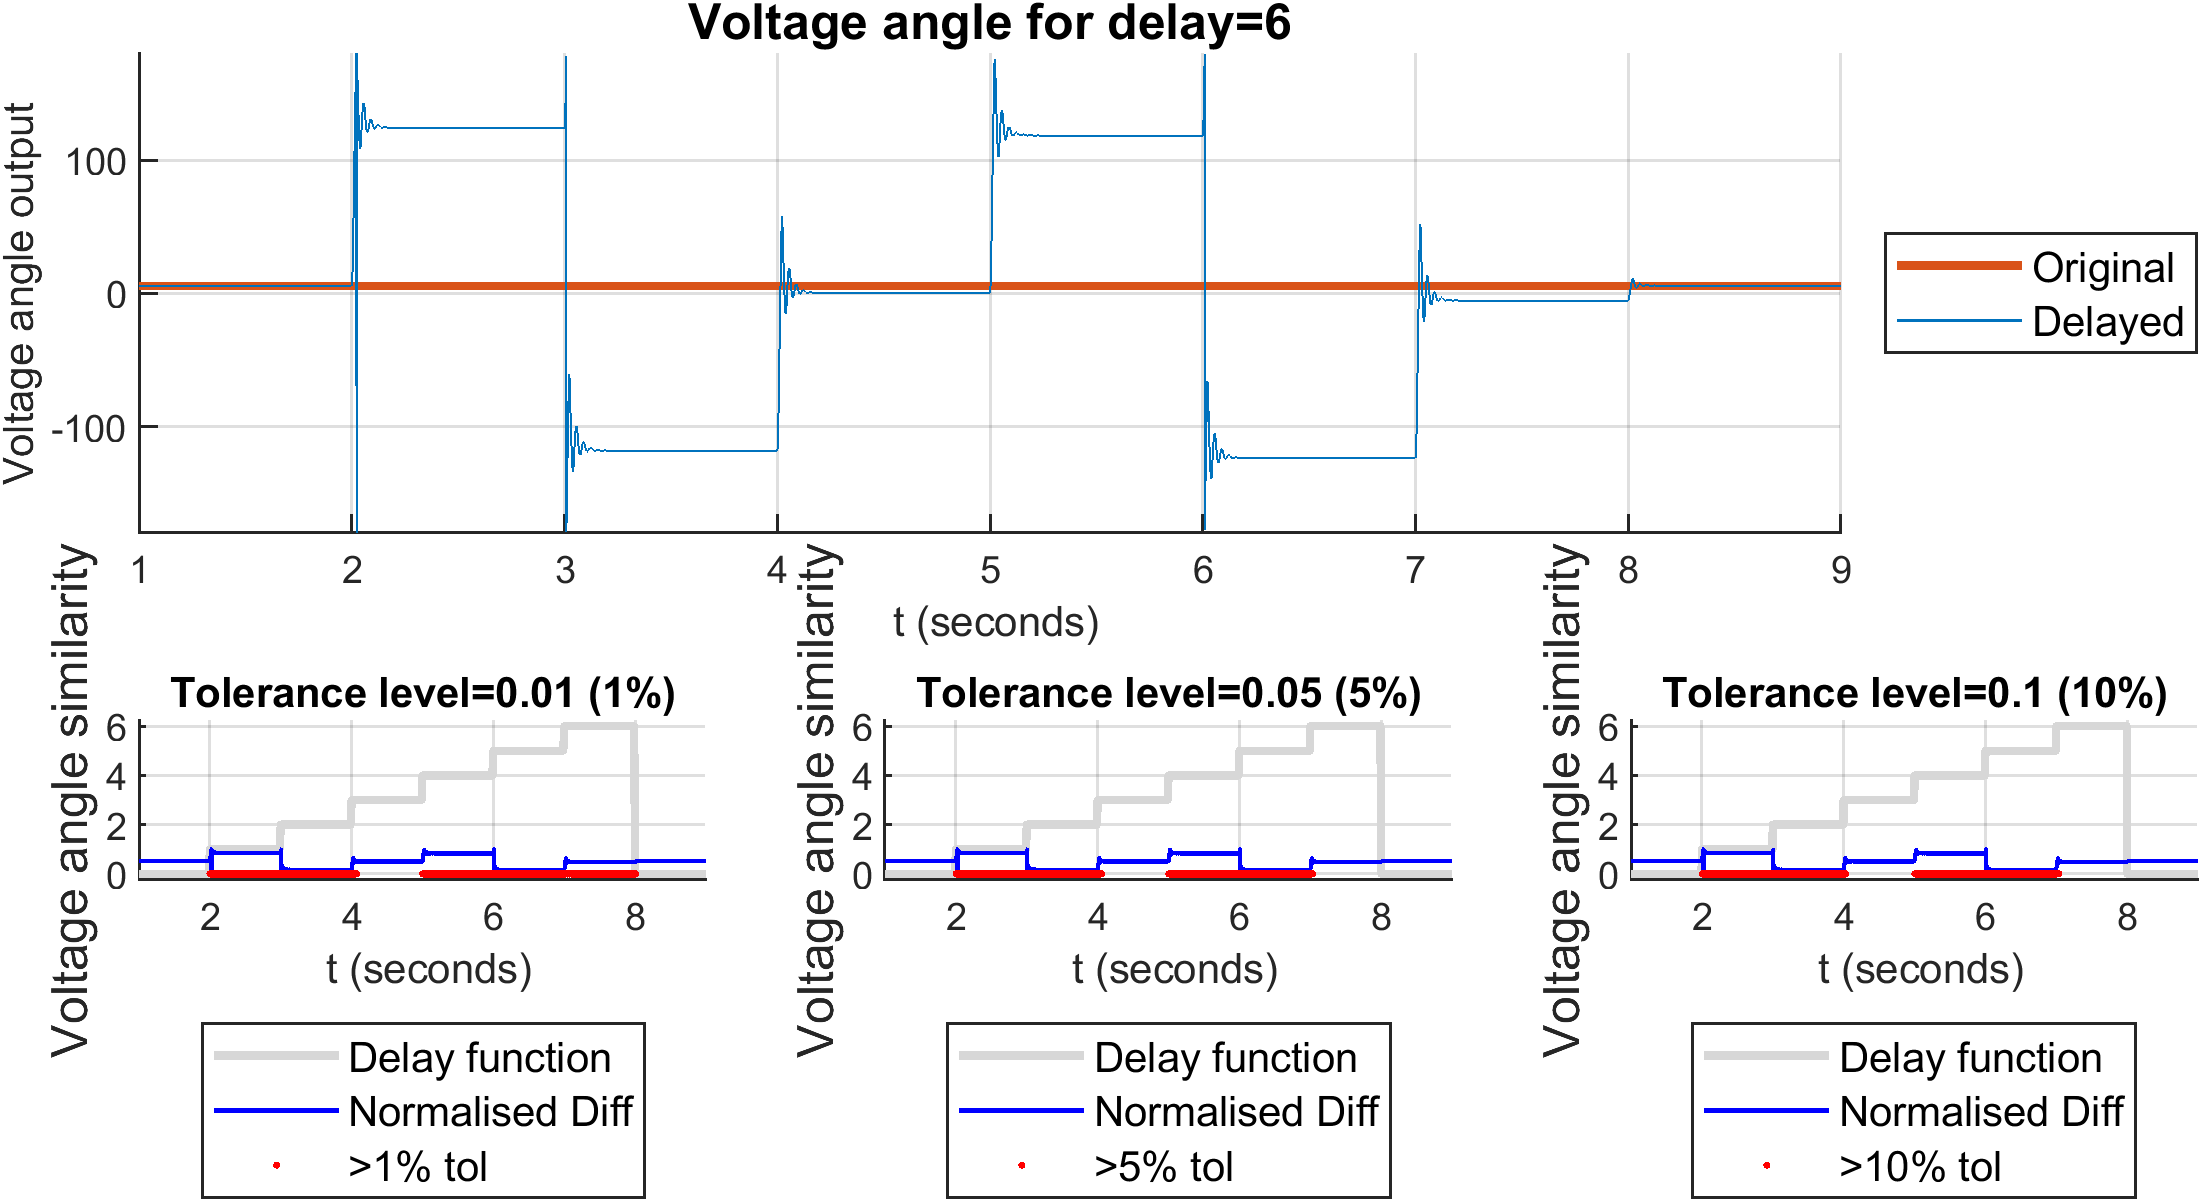 Voltage angle for delay=6
Voltage angle output
100
0
-100
1 2 3 4 5 6 7 8 9
t (seconds)
Original
Delayed
Voltage angle similarity
Tolerance level=0.01 (1%)
6
4
2
0
2 4 6 8
t (seconds)
Delay function
Normalised Diff
>1% tol
Voltage angle similarity
Tolerance level=0.05 (5%)
6
4
2
0
2 4 6 8
t (seconds)
Delay function
Normalised Diff
>5% tol
Voltage angle similarity
Tolerance level=0.1 (10%)
6
4
2
0
2 4 6 8
t (seconds)
Delay function
Normalised Diff
>10% tol